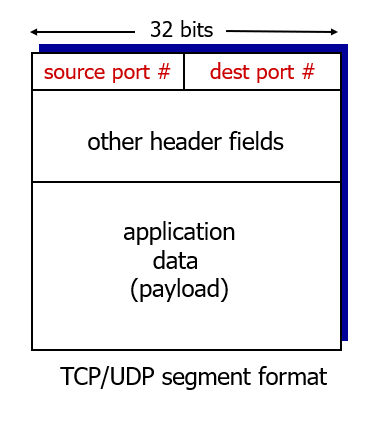 32 bits
source port # dest port #
other header fields
application
data
(payload)
TCP/UDP segment format